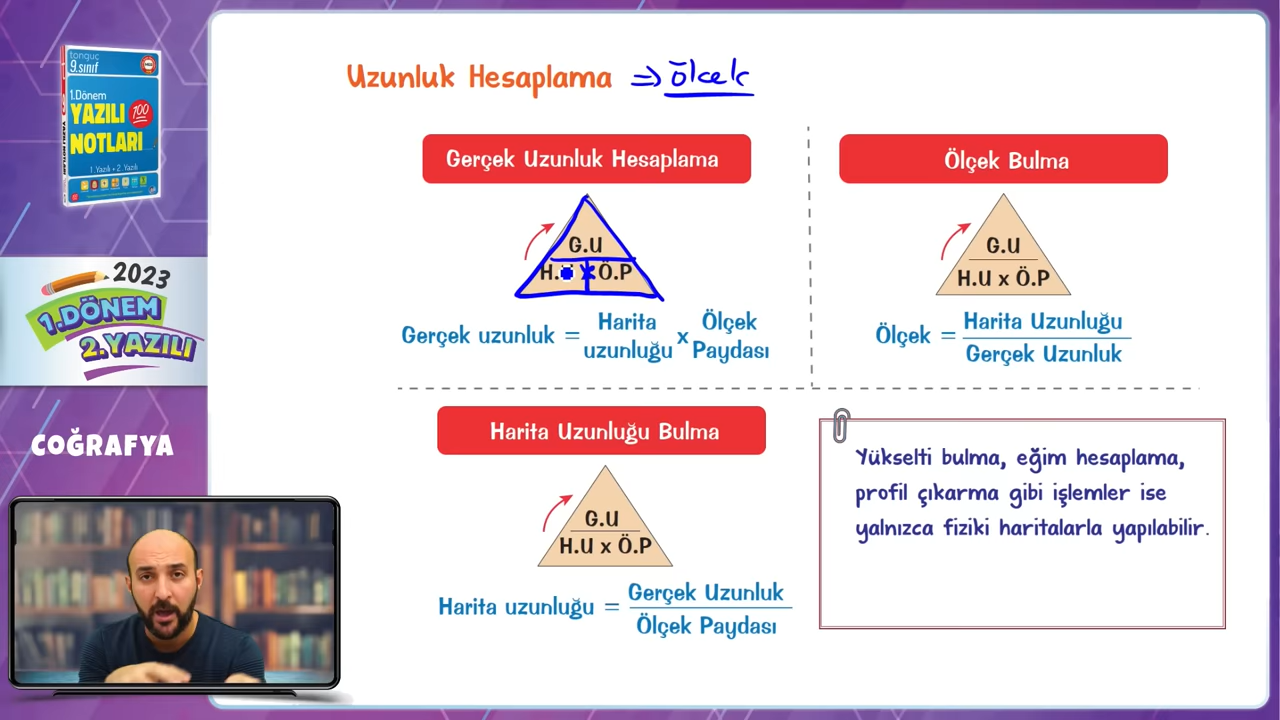 tonguç
9.sınıf
1.Dönem
YAZILI
100
NOTLARI
1.Yazılı • 2. Yazılı
YAZILI NOTLARI
2023
1.DÖNEM
2.YAZILI
COĞRAFYA
Uzunluk Hesaplama ⇒ ölçek
Gerçek Uzunluk Hesaplama
G.U
H.U x Ö.P
Gerçek uzunluk = Harita uzunluğu x Ölçek Paydası
Ölçek Bulma
G.U
H.U x Ö.P
Ölçek = Harita Uzunluğu
Gerçek Uzunluk
Harita Uzunluğu Bulma
G.U
H.U x Ö.P
Harita uzunluğu = Gerçek Uzunluk
Ölçek Paydası
Yükselti bulma, eğim hesaplama,
profil çıkarma gibi işlemler ise
yalnızca fiziki haritalarla yapılabilir.